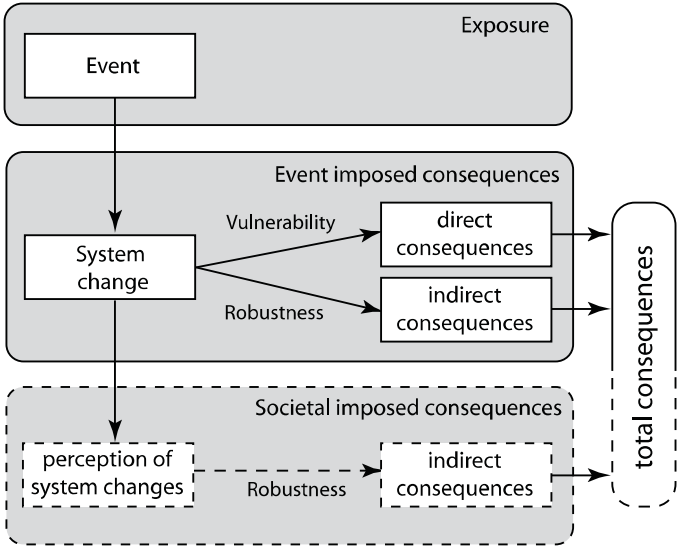 Exposure
Event
Event imposed consequences
Vulnerability
direct
consequences
System
change
Robustness
indirect
consequences
total consequences
Societal imposed consequences
perception of
system changes
Robustness
indirect
consequences